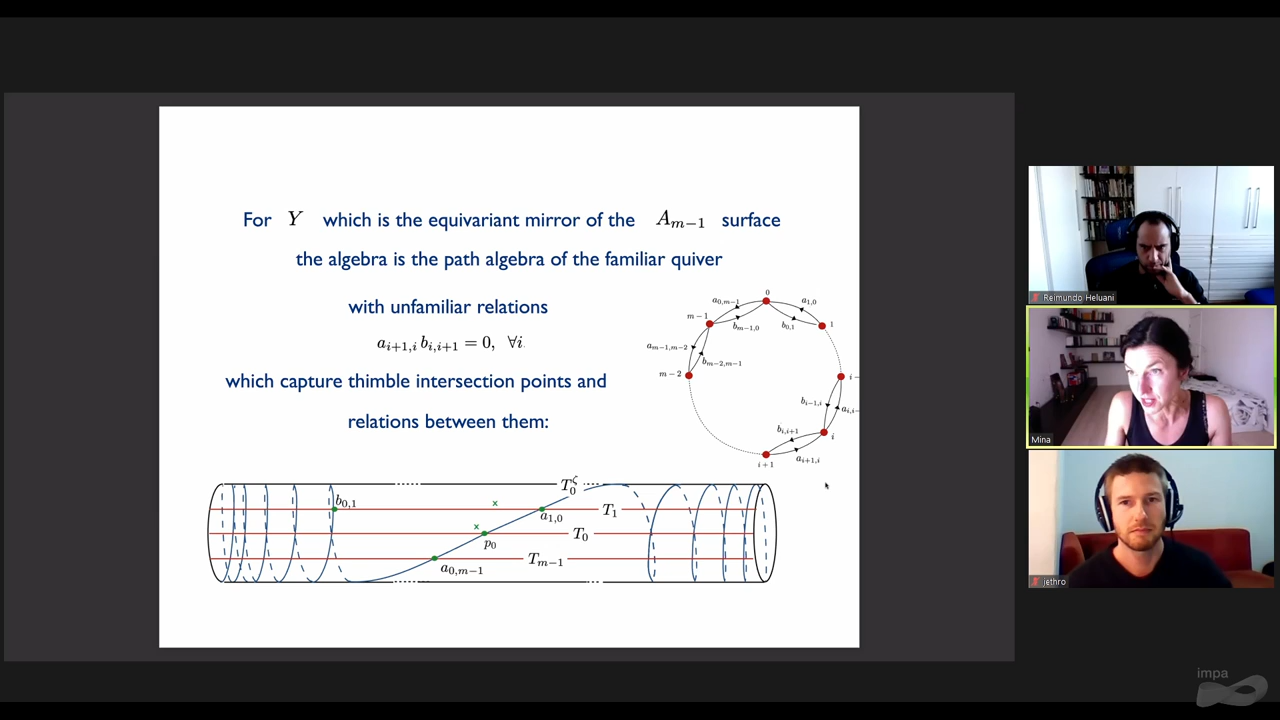 For Y which is the equivariant mirror of the A_{m-1} surface
the algebra is the path algebra of the familiar quiver
with unfamiliar relations
a_{i+1,i} b_{i,i+1} = 0, ∀i.
which capture thimble intersection points and
relations between them:
0
a_{0,m-1}
a_{1,0}
m-1
b_{m-1,0}
b_{0,1}
1
a_{m-1,m-2}
b_{m-2,m-1}
m-2
i-
b_{i-1,i}
a_{i,i-
b_{i,i+1}
i
i+1
a_{i+1,i}
T_0^ζ
b_{0,1}
×
a_{1,0}
T_1
×
p_0
T_0
a_{0,m-1}
T_{m-1}
Reimundo Heluani
Mina
jethro
impa